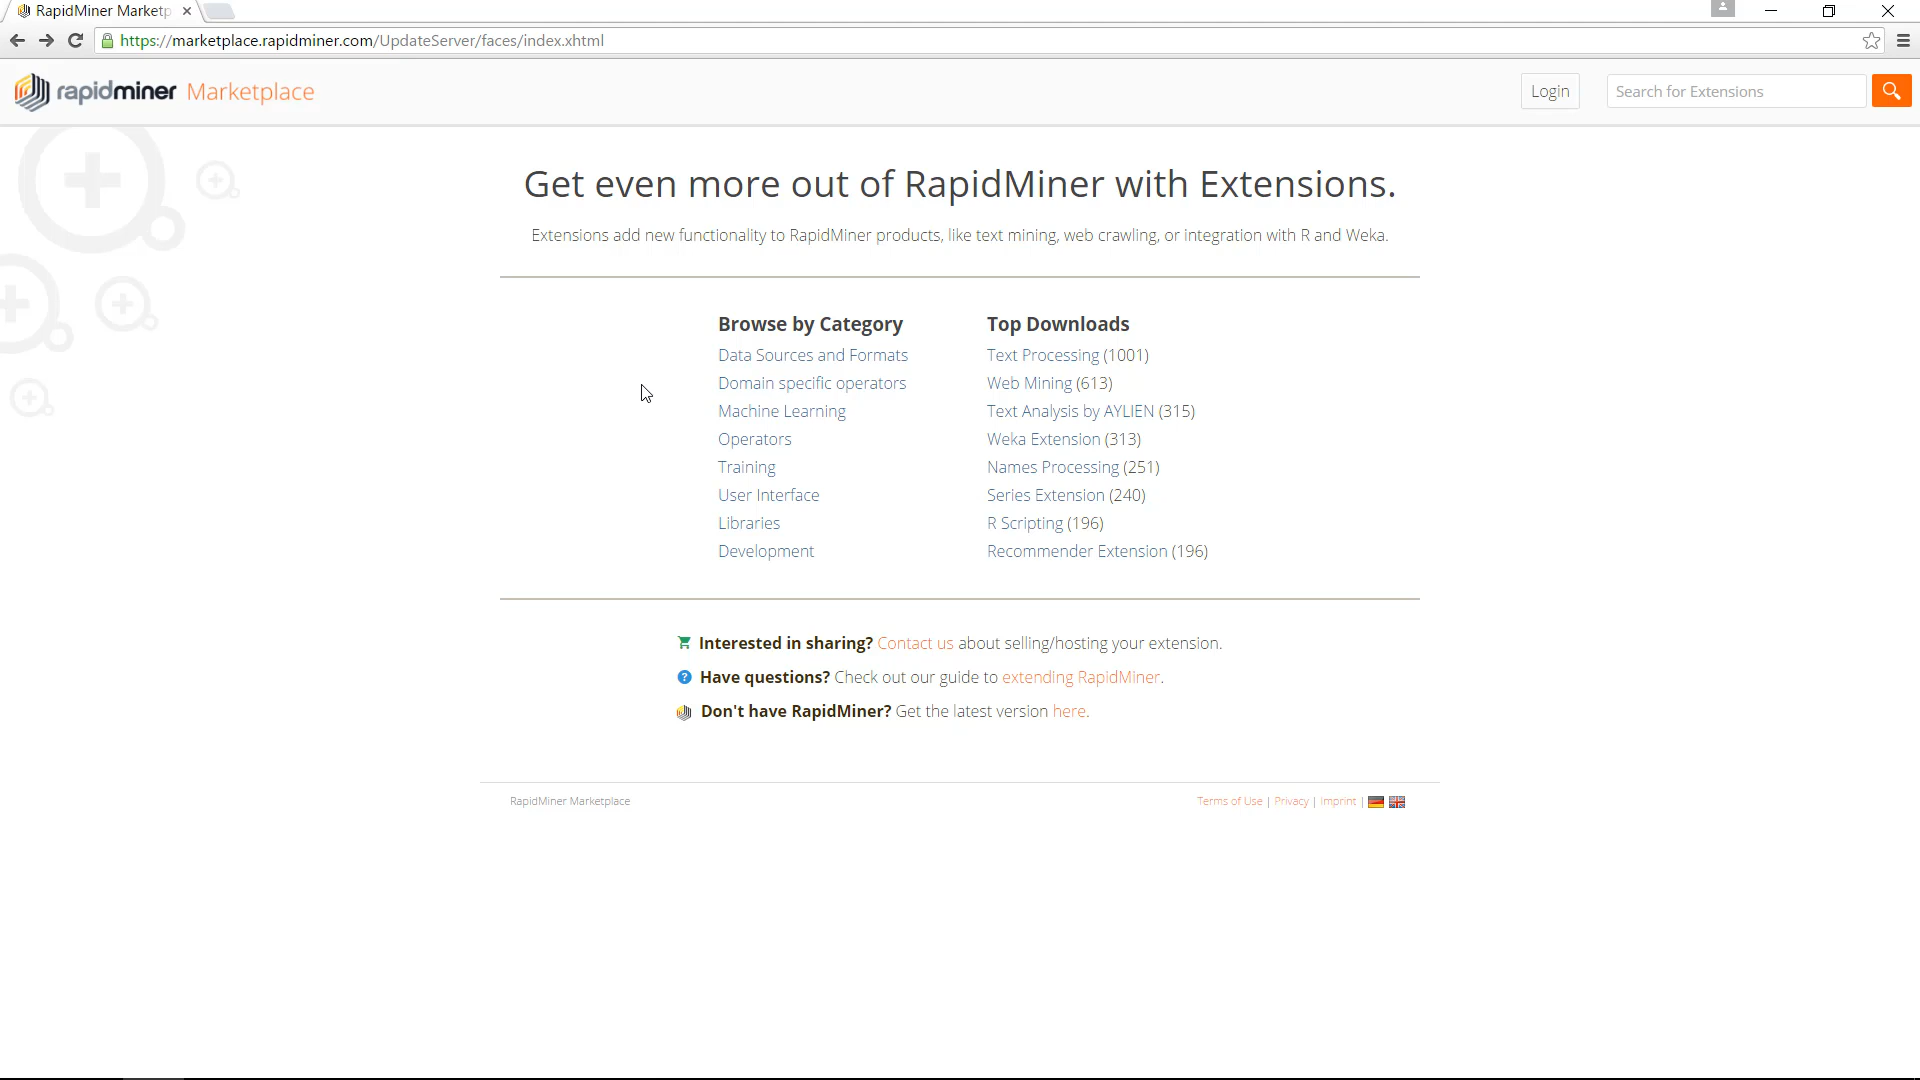 RapidMiner Marketp
https://marketplace.rapidminer.com/UpdateServer/faces/index.xhtml
rapidminer Marketplace
Login
Search for Extensions
Get even more out of RapidMiner with Extensions.
Extensions add new functionality to RapidMiner products, like text mining, web crawling, or integration with R and Weka.
Browse by Category
Data Sources and Formats
Domain specific operators
Machine Learning
Operators
Training
User Interface
Libraries
Development
Top Downloads
Text Processing (1001)
Web Mining (613)
Text Analysis by AYLIEN (315)
Weka Extension (313)
Names Processing (251)
Series Extension (240)
R Scripting (196)
Recommender Extension (196)
Interested in sharing? Contact us about selling/hosting your extension.
Have questions? Check out our guide to extending RapidMiner.
Don't have RapidMiner? Get the latest version here.
RapidMiner Marketplace
Terms of Use | Privacy | Imprint |